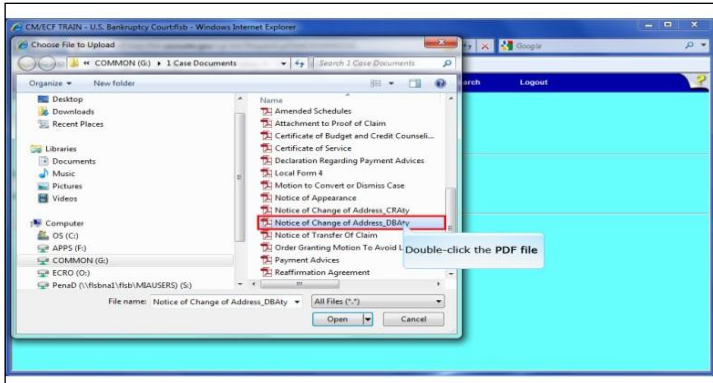 CM/ECF TRAIN - U.S. Bankruptcy Court:flsb - Windows Internet Explorer
Choose File to Upload
Google
COMMON (G:) ▸ 1 Case Documents
Search 1 Case Documents
Organize ▾ New folder
Logout
?
Desktop
Downloads
Recent Places
Libraries
Documents
Music
Pictures
Videos
Computer
OS (C:)
APPS (F:)
COMMON (G:)
ECRO (O:)
PenaD (\\flsbna1\flsb\MIAUSERS) (S:)
Name
Amended Schedules
Attachment to Proof of Claim
Certificate of Budget and Credit Counseli...
Certificate of Service
Declaration Regarding Payment Advices
Local Form 4
Motion to Convert or Dismiss Case
Notice of Appearance
Notice of Change of Address_CRAty
Notice of Change of Address_DBAty
Notice of Transfer Of Claim
Order Granting Motion To Avoid L
Payment Advices
Reaffirmation Agreement
Double-click the PDF file
File name: Notice of Change of Address_DBAty
All Files (*.*)
Open
Cancel